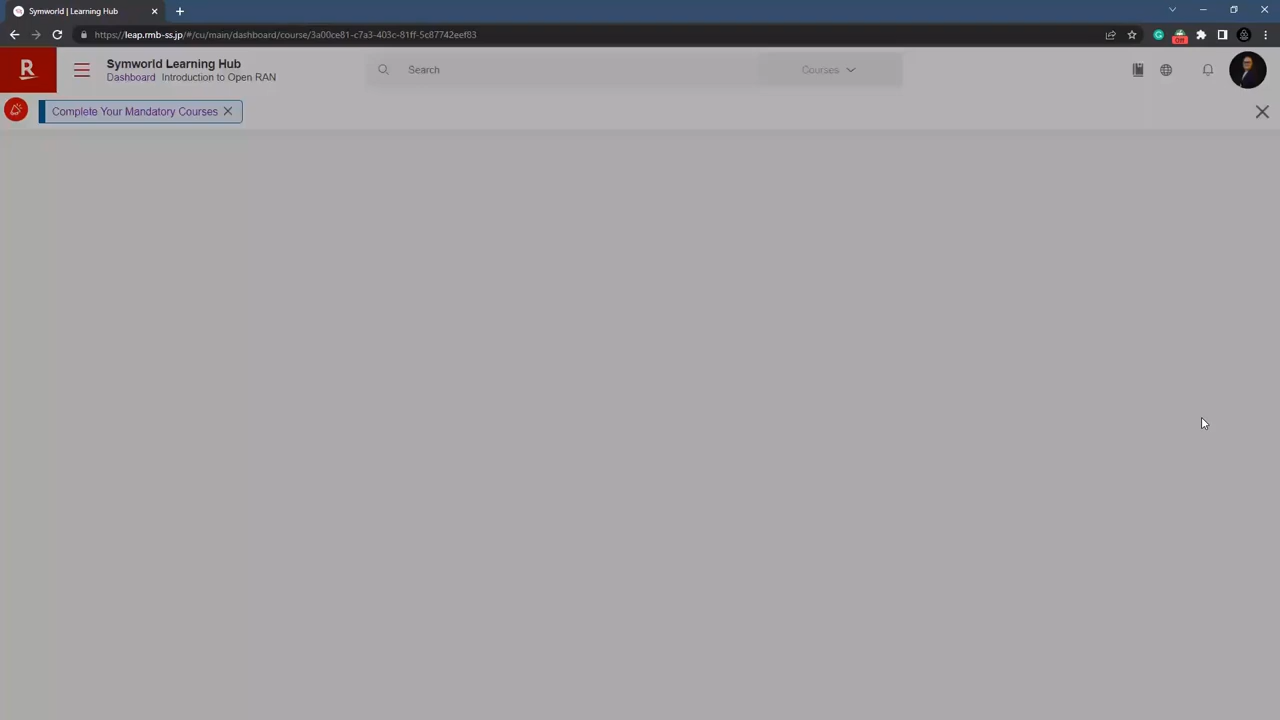 Symworld | Learning Hub
https://leap.rmb-ss.jp/#/cu/main/dashboard/course/3a00ce81-c7a3-403c-81ff-5c87742eef83
Off
R
Symworld Learning Hub
Dashboard Introduction to Open RAN
Search
Courses
Complete Your Mandatory Courses